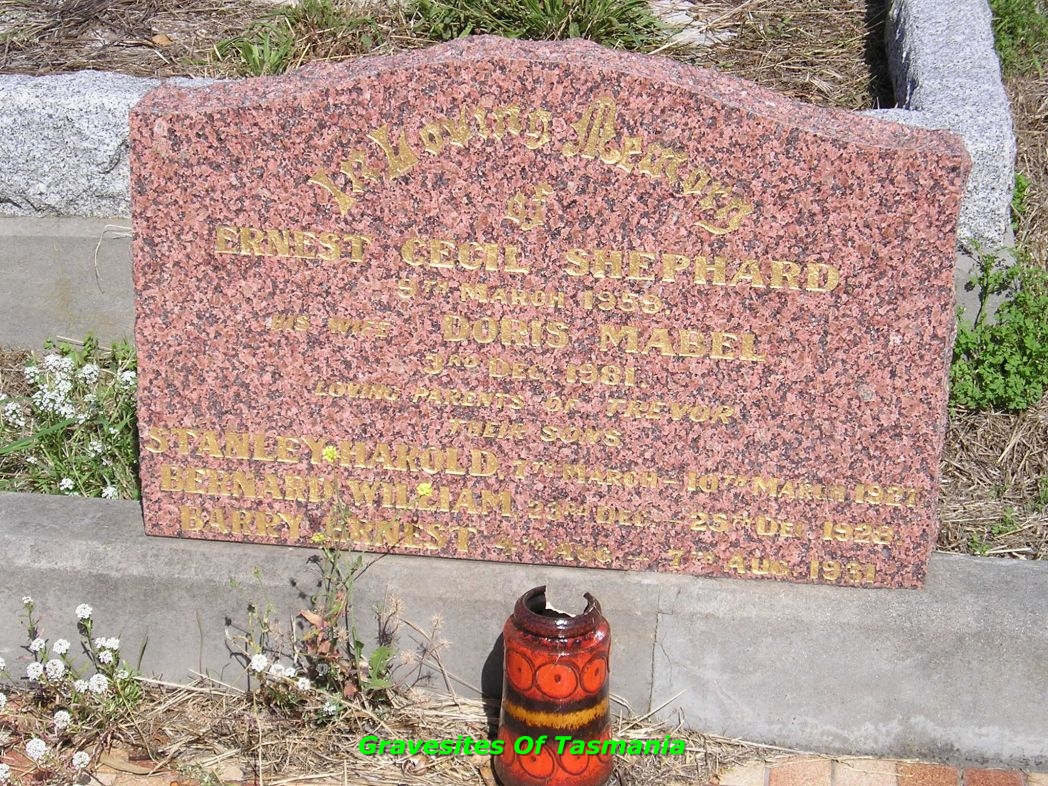 In Loving Memory
of
ERNEST CECIL SHEPHARD
9TH MARCH 1959.
HIS WIFE DORIS MABEL
3RD DEC. 1981
LOVING PARENTS OF TREVOR
THEIR SONS
STANLEY HAROLD 7TH MARCH - 10TH MARCH 1927
BERNARD WILLIAM 23RD DEC. - 25TH DEC. 1928
BARRY ERNEST 4TH AUG. - 7TH AUG. 1931
Gravesites Of Tasmania